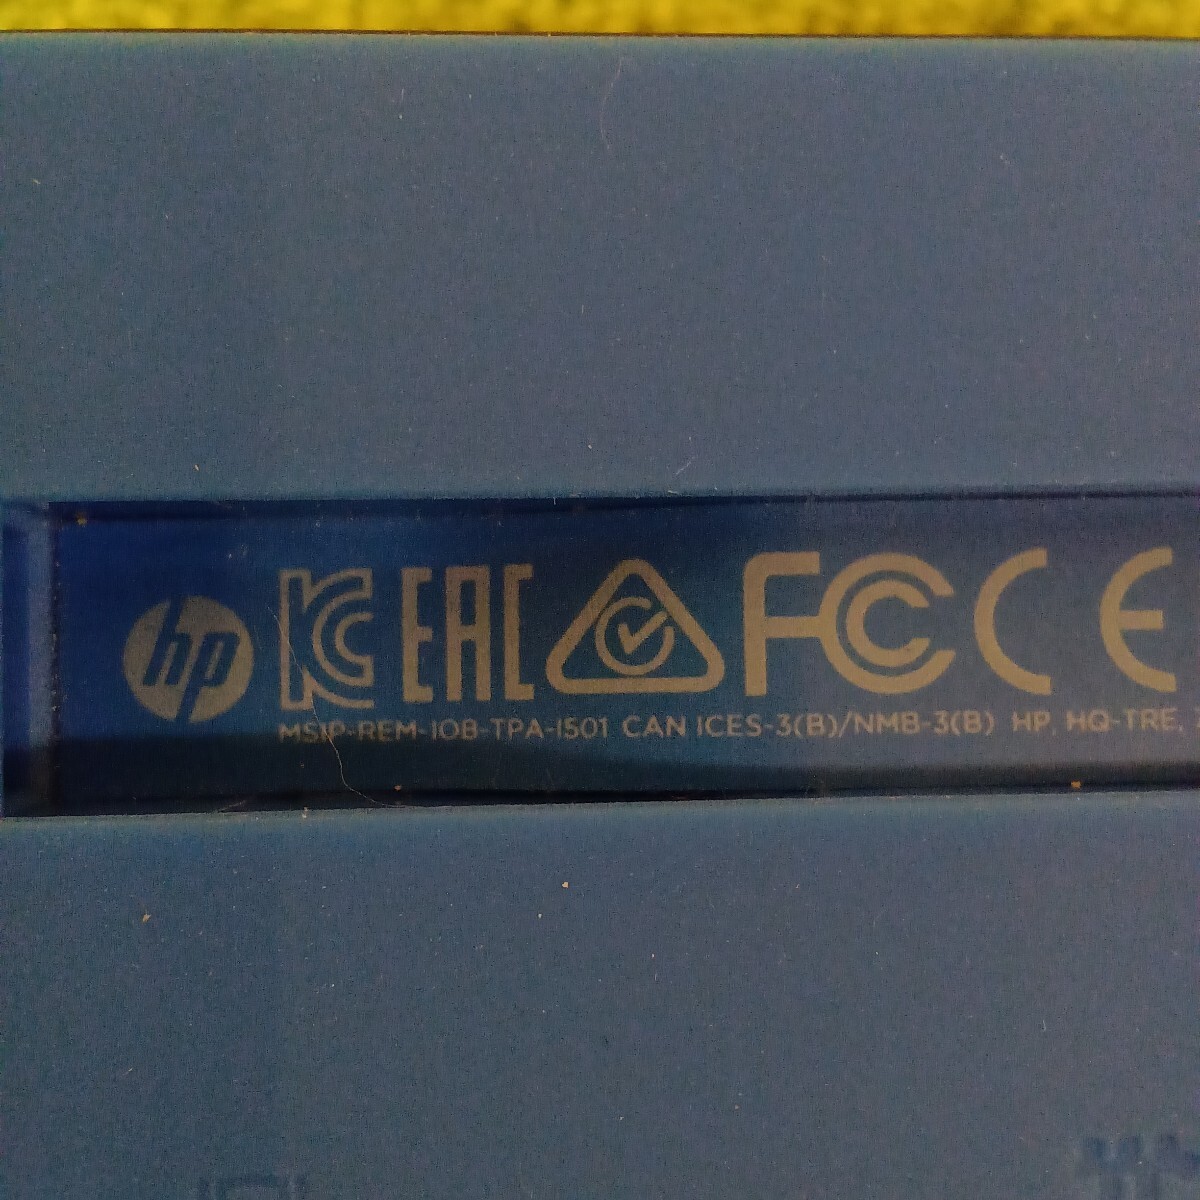 hp KC EAC FC CE
MSIP-REM-IOB-TPA-I501 CAN ICES-3(B)/NMB-3(B) HP, HQ-TRE,